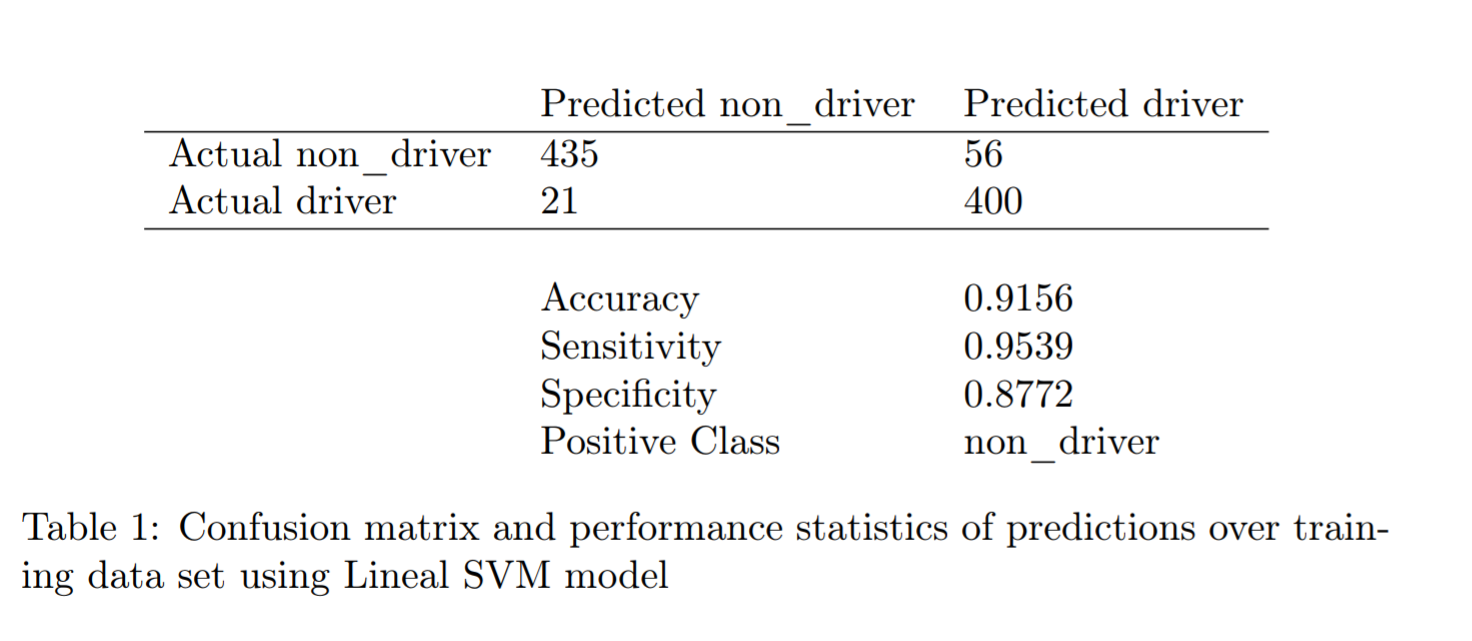 Predicted non_driver Predicted driver
Actual non_driver 435 56
Actual driver 21 400
Accuracy 0.9156
Sensitivity 0.9539
Specificity 0.8772
Positive Class non_driver
Table 1: Confusion matrix and performance statistics of predictions over train-
ing data set using Lineal SVM model